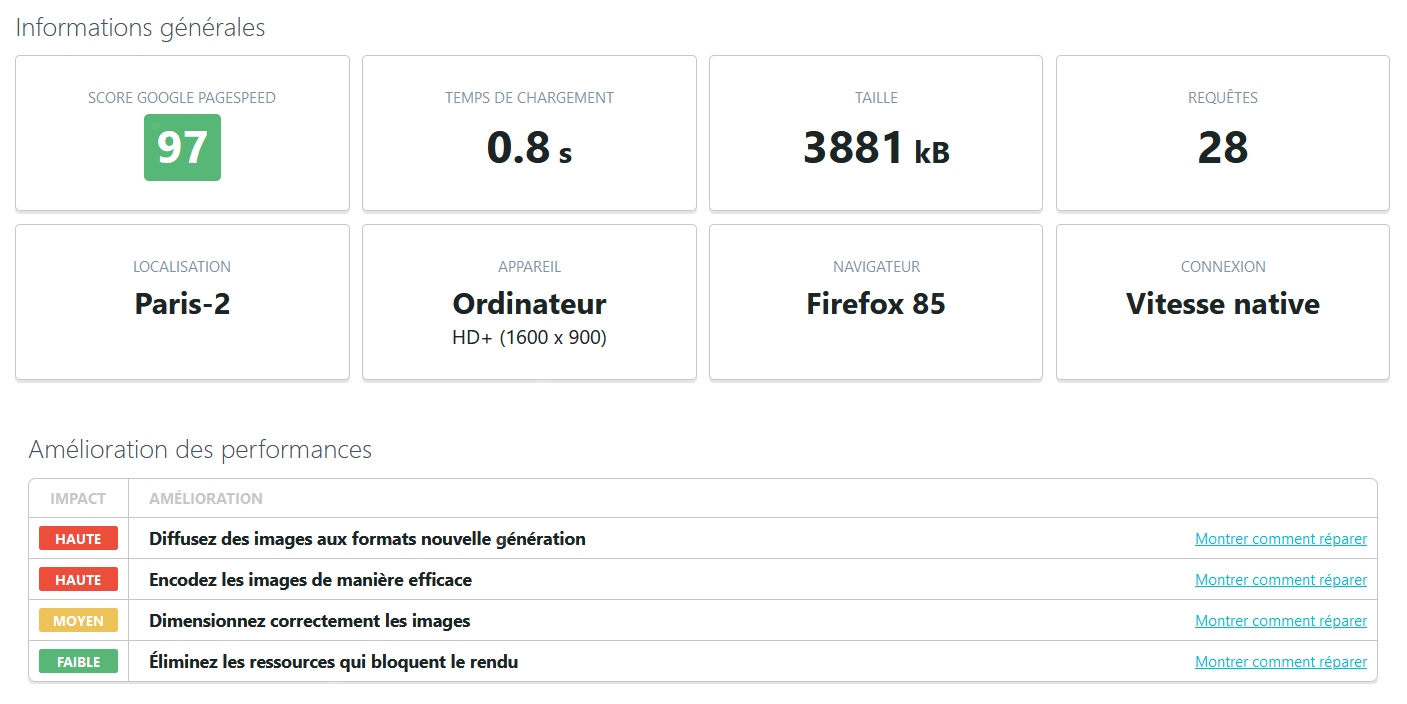 Informations générales
SCORE GOOGLE PAGESPEED
97
TEMPS DE CHARGEMENT
0.8 s
TAILLE
3881 kB
REQUÊTES
28
LOCALISATION
Paris-2
APPAREIL
Ordinateur
HD+ (1600 x 900)
NAVIGATEUR
Firefox 85
CONNEXION
Vitesse native
Amélioration des performances
IMPACT AMÉLIORATION
HAUTE Diffusez des images aux formats nouvelle génération Montrer comment réparer
HAUTE Encodez les images de manière efficace Montrer comment réparer
MOYEN Dimensionnez correctement les images Montrer comment réparer
FAIBLE Éliminez les ressources qui bloquent le rendu Montrer comment réparer